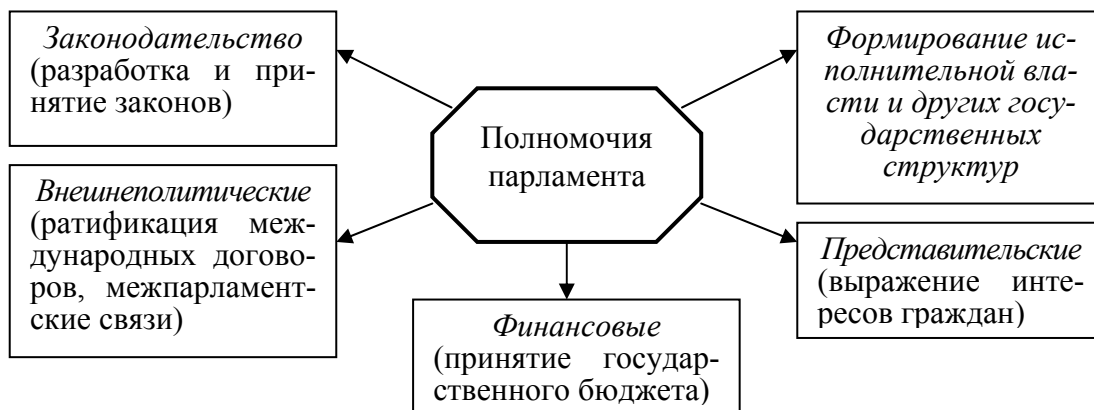 Законодательство
(разработка и при-
нятие законов)
Внешнеполитические
(ратификация меж-
дународных догово-
ров, межпарламент-
ские связи)
Полномочия
парламента
Финансовые
(принятие государ-
ственного бюджета)
Формирование ис-
полнительной вла-
сти и других госу-
дарственных
структур
Представительские
(выражение инте-
ресов граждан)